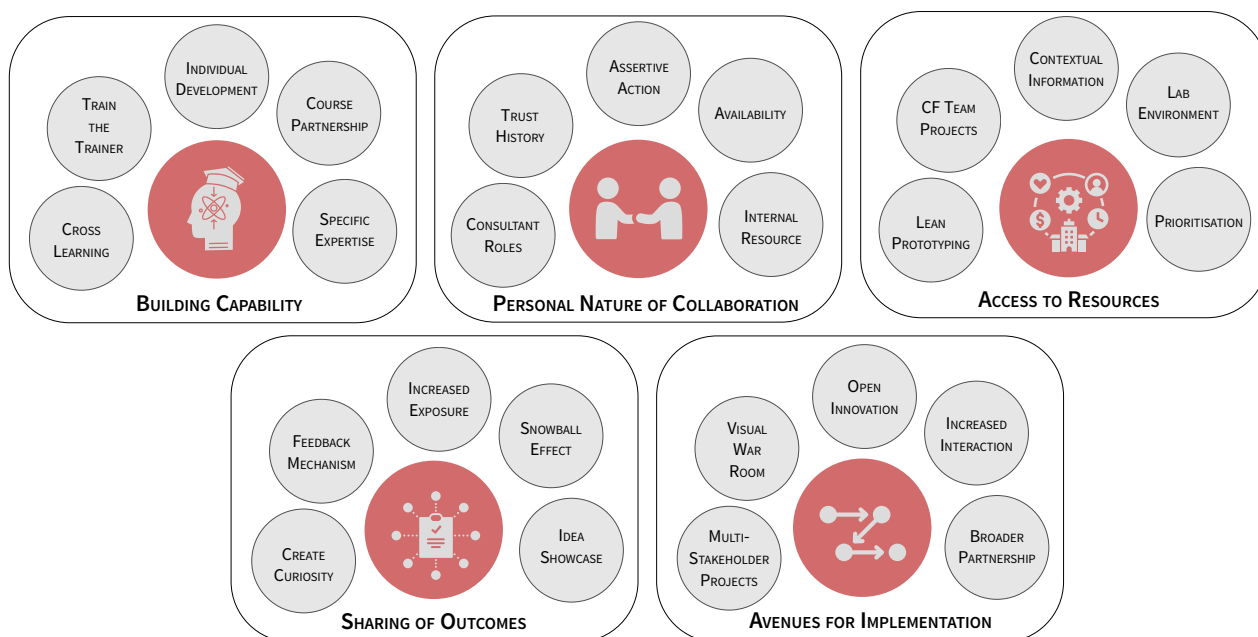 Individual
Development
Train
the
Trainer
Course
Partnership
Cross
Learning
Specific
Expertise
Building Capability
Assertive
Action
Trust
History
Availability
Consultant
Roles
Internal
Resource
Personal Nature of Collaboration
Contextual
Information
CF Team
Projects
Lab
Environment
Lean
Prototyping
Prioritisation
Access to Resources
Increased
Exposure
Feedback
Mechanism
Snowball
Effect
Create
Curiosity
Idea
Showcase
Sharing of Outcomes
Open
Innovation
Visual
War
Room
Increased
Interaction
Multi-
Stakeholder
Projects
Broader
Partnership
Avenues for Implementation